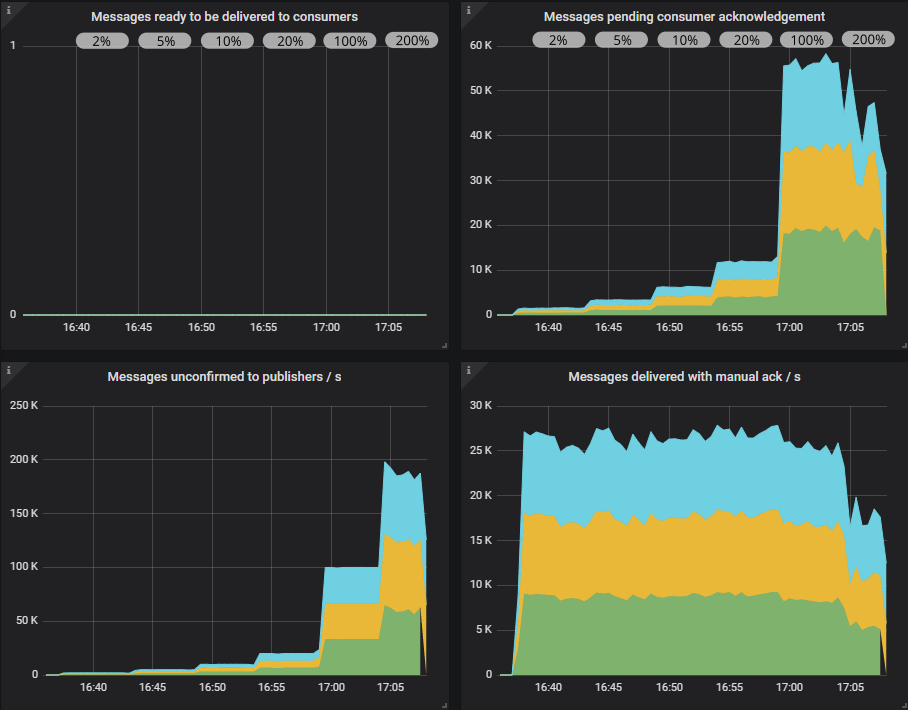 Messages ready to be delivered to consumers
1
2%
5%
10%
20%
100%
200%
0
16:40
16:45
16:50
16:55
17:00
17:05
Messages pending consumer acknowledgement
60 K
2%
5%
10%
20%
100%
200%
50 K
40 K
30 K
20 K
10 K
0
16:40
16:45
16:50
16:55
17:00
17:05
Messages unconfirmed to publishers / s
250 K
200 K
150 K
100 K
50 K
0
16:40
16:45
16:50
16:55
17:00
17:05
Messages delivered with manual ack / s
30 K
25 K
20 K
15 K
10 K
5 K
0
16:40
16:45
16:50
16:55
17:00
17:05